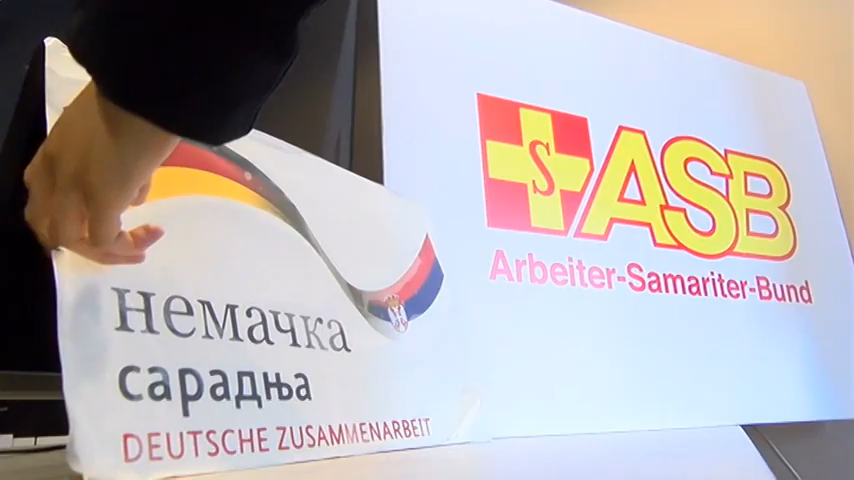 немачка
сарадња
DEUTSCHE ZUSAMMENARBEIT
S
ASB
Arbeiter-Samariter-Bund